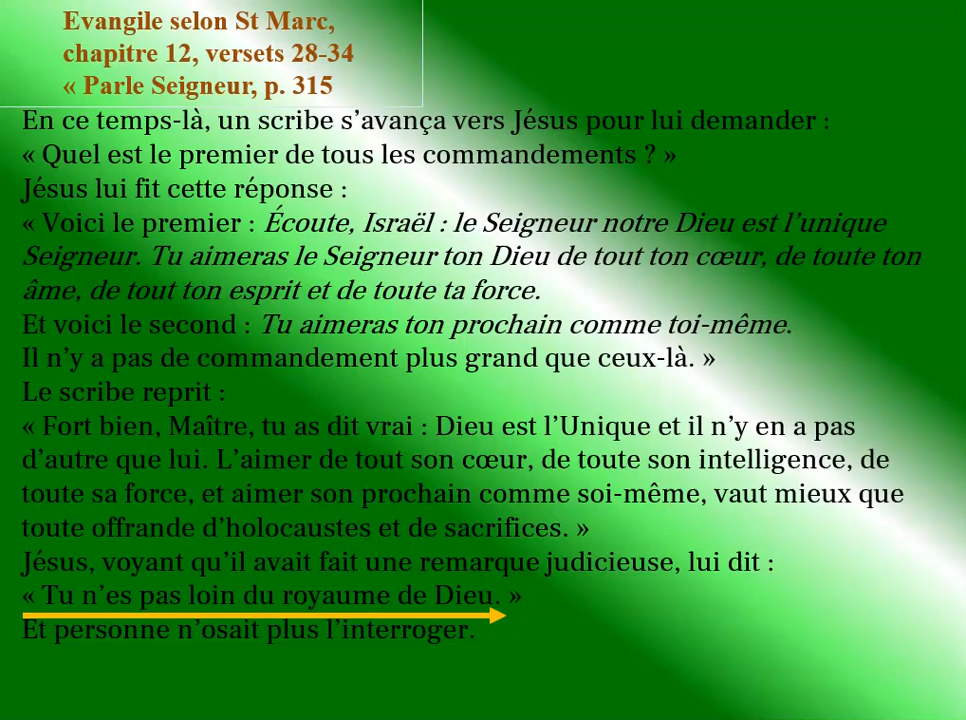 Evangile selon St Marc,
chapitre 12, versets 28-34
« Parle Seigneur, p. 315
En ce temps-là, un scribe s’avança vers Jésus pour lui demander :
« Quel est le premier de tous les commandements ? »
Jésus lui fit cette réponse :
« Voici le premier : Écoute, Israël : le Seigneur notre Dieu est l’unique
Seigneur. Tu aimeras le Seigneur ton Dieu de tout ton cœur, de toute ton
âme, de tout ton esprit et de toute ta force.
Et voici le second : Tu aimeras ton prochain comme toi-même.
Il n’y a pas de commandement plus grand que ceux-là. »
Le scribe reprit :
« Fort bien, Maître, tu as dit vrai : Dieu est l’Unique et il n’y en a pas
d’autre que lui. L’aimer de tout son cœur, de toute son intelligence, de
toute sa force, et aimer son prochain comme soi-même, vaut mieux que
toute offrande d’holocaustes et de sacrifices. »
Jésus, voyant qu’il avait fait une remarque judicieuse, lui dit :
« Tu n’es pas loin du royaume de Dieu. »
Et personne n’osait plus l’interroger.